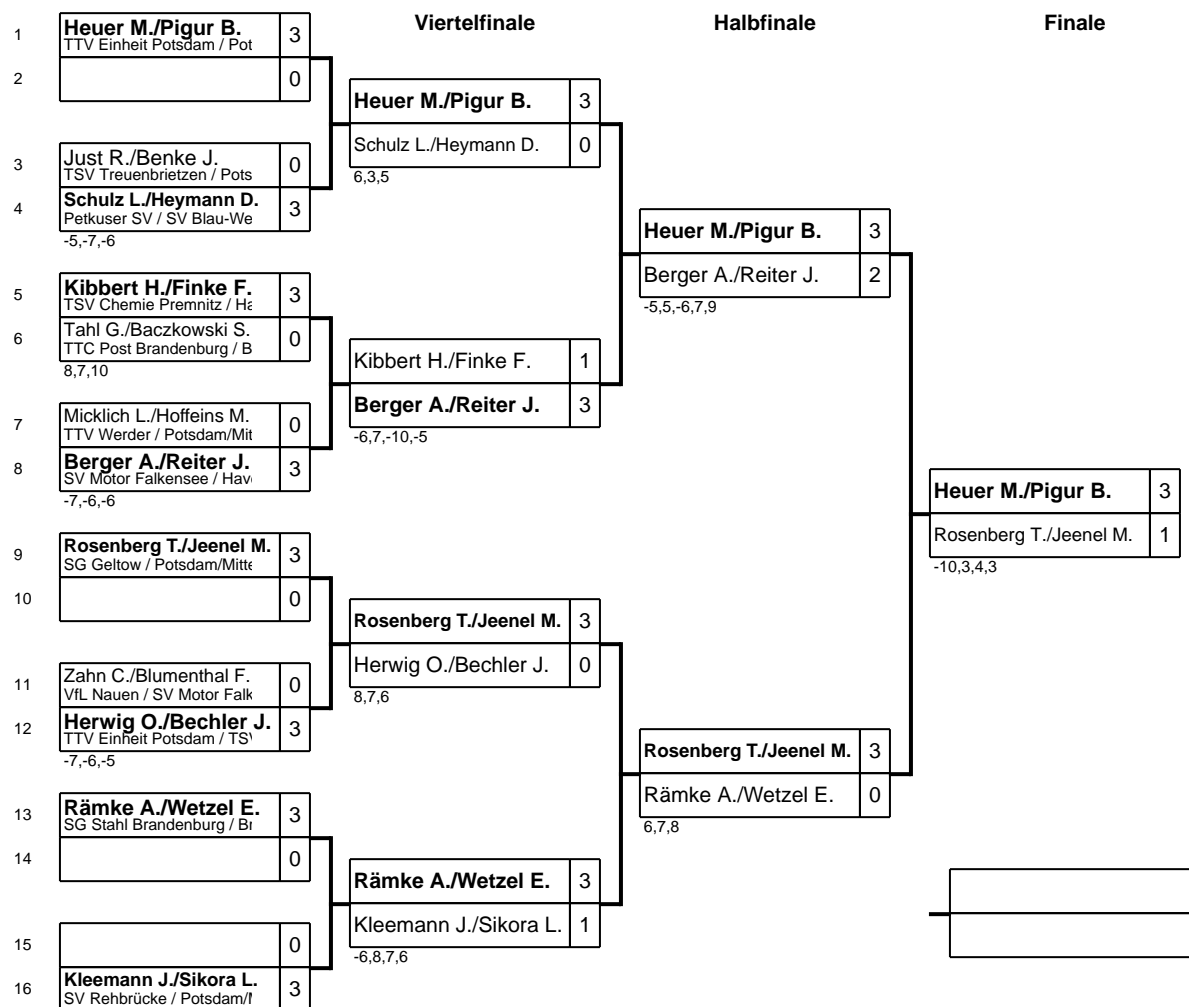 Viertelfinale
Halbfinale
Finale
1
Heuer M./Pigur B. 3
TTV Einheit Potsdam / Pot
2
0
3
Just R./Benke J. 0
TSV Treuenbrietzen / Pots
4
Schulz L./Heymann D. 3
Petkuser SV / SV Blau-We
-5,-7,-6
5
Kibbert H./Finke F. 3
TSV Chemie Premnitz / Ha
6
Tahl G./Baczkowski S. 0
TTC Post Brandenburg / B
8,7,10
7
Micklich L./Hoffeins M. 0
TTV Werder / Potsdam/Mit
8
Berger A./Reiter J. 3
SV Motor Falkensee / Hav
-7,-6,-6
9
Rosenberg T./Jeenel M. 3
SG Geltow / Potsdam/Mitte
10
0
11
Zahn C./Blumenthal F. 0
VfL Nauen / SV Motor Falk
12
Herwig O./Bechler J. 3
TTV Einheit Potsdam / TSV
-7,-6,-5
13
Rämke A./Wetzel E. 3
SG Stahl Brandenburg / Br
14
0
15
0
16
Kleemann J./Sikora L. 3
SV Rehbrücke / Potsdam/
Heuer M./Pigur B. 3
Schulz L./Heymann D. 0
6,3,5
Kibbert H./Finke F. 1
Berger A./Reiter J. 3
-6,7,-10,-5
Rosenberg T./Jeenel M. 3
Herwig O./Bechler J. 0
8,7,6
Rämke A./Wetzel E. 3
Kleemann J./Sikora L. 1
-6,8,7,6
Heuer M./Pigur B. 3
Berger A./Reiter J. 2
-5,5,-6,7,9
Rosenberg T./Jeenel M. 3
Rämke A./Wetzel E. 0
6,7,8
Heuer M./Pigur B. 3
Rosenberg T./Jeenel M. 1
-10,3,4,3